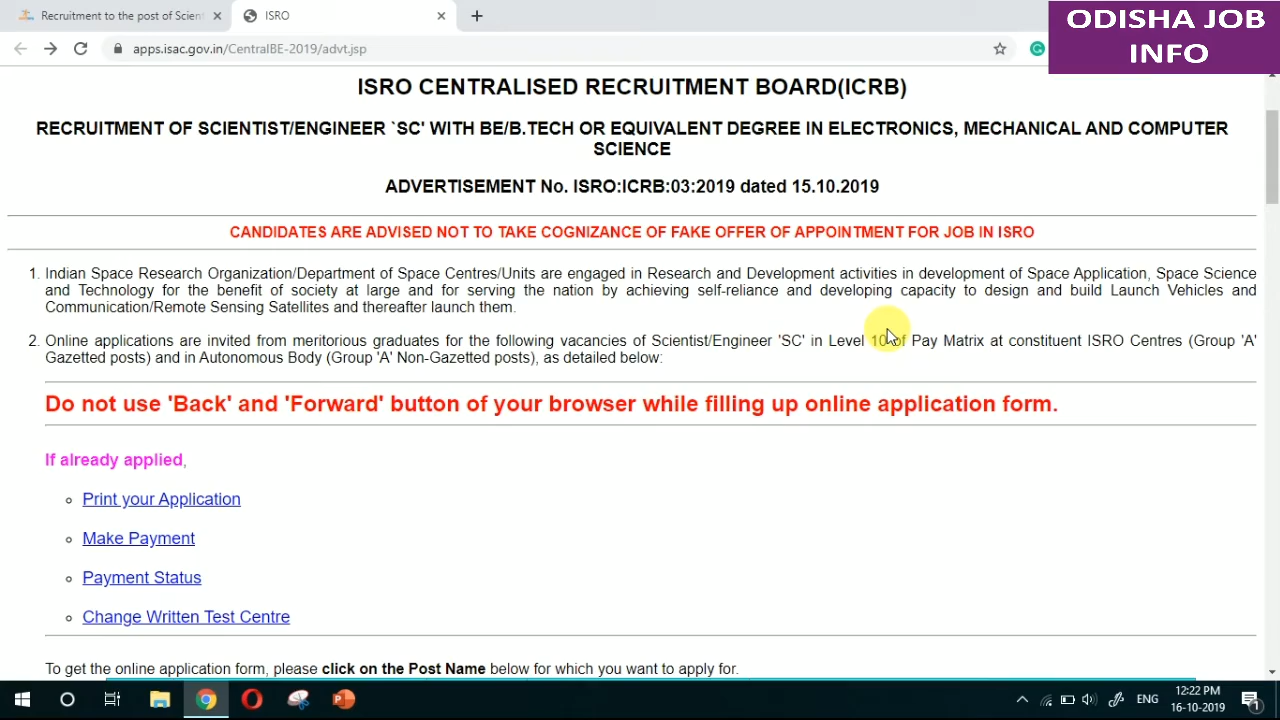 Recruitment to the post of Scient
ISRO
ODISHA JOB
INFO
apps.isac.gov.in/CentralBE-2019/advt.jsp
ISRO CENTRALISED RECRUITMENT BOARD(ICRB)
RECRUITMENT OF SCIENTIST/ENGINEER `SC' WITH BE/B.TECH OR EQUIVALENT DEGREE IN ELECTRONICS, MECHANICAL AND COMPUTER
SCIENCE
ADVERTISEMENT No. ISRO:ICRB:03:2019 dated 15.10.2019
CANDIDATES ARE ADVISED NOT TO TAKE COGNIZANCE OF FAKE OFFER OF APPOINTMENT FOR JOB IN ISRO
1. Indian Space Research Organization/Department of Space Centres/Units are engaged in Research and Development activities in development of Space Application, Space Science
and Technology for the benefit of society at large and for serving the nation by achieving self-reliance and developing capacity to design and build Launch Vehicles and
Communication/Remote Sensing Satellites and thereafter launch them.
2. Online applications are invited from meritorious graduates for the following vacancies of Scientist/Engineer 'SC' in Level 10 of Pay Matrix at constituent ISRO Centres (Group 'A'
Gazetted posts) and in Autonomous Body (Group 'A' Non-Gazetted posts), as detailed below:
Do not use 'Back' and 'Forward' button of your browser while filling up online application form.
If already applied,
Print your Application
Make Payment
Payment Status
Change Written Test Centre
To get the online application form, please click on the Post Name below for which you want to apply for.
ENG
12:22 PM
16-10-2019
1